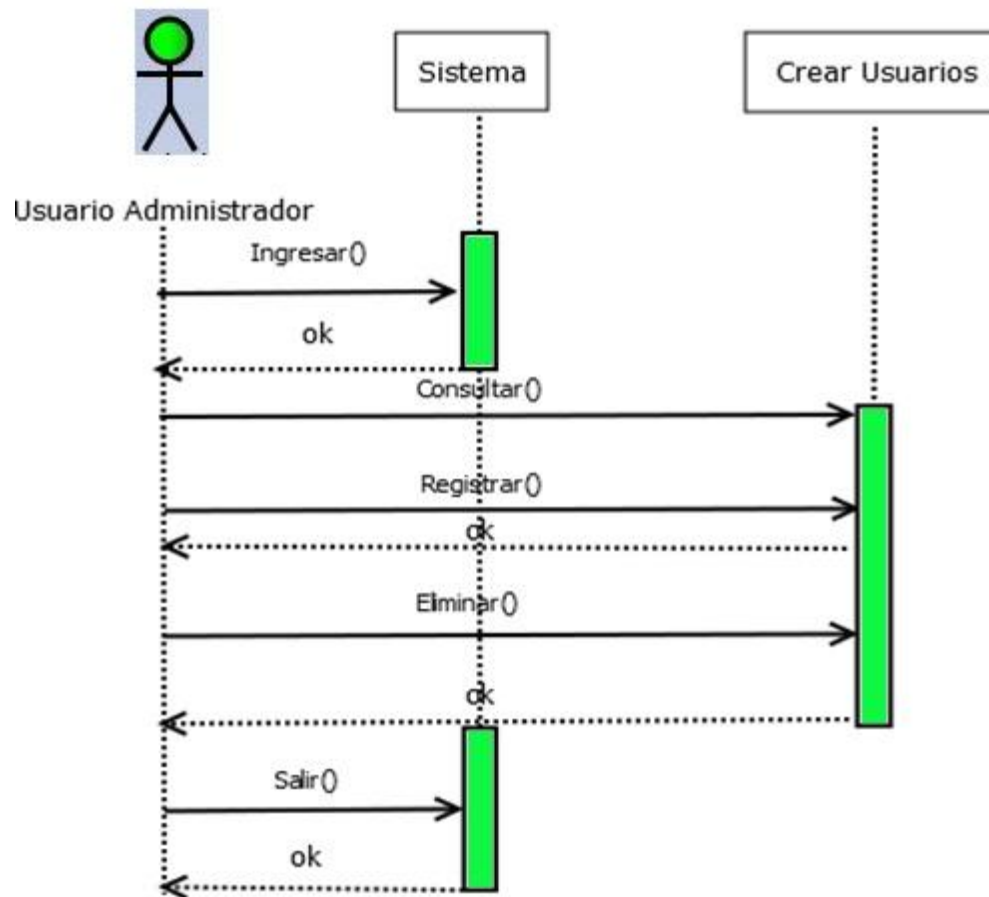 Sistema
Crear Usuarios
Usuario Administrador
Ingresar()
ok
Consultar()
Registrar()
ok
Eliminar()
ok
Salir()
ok